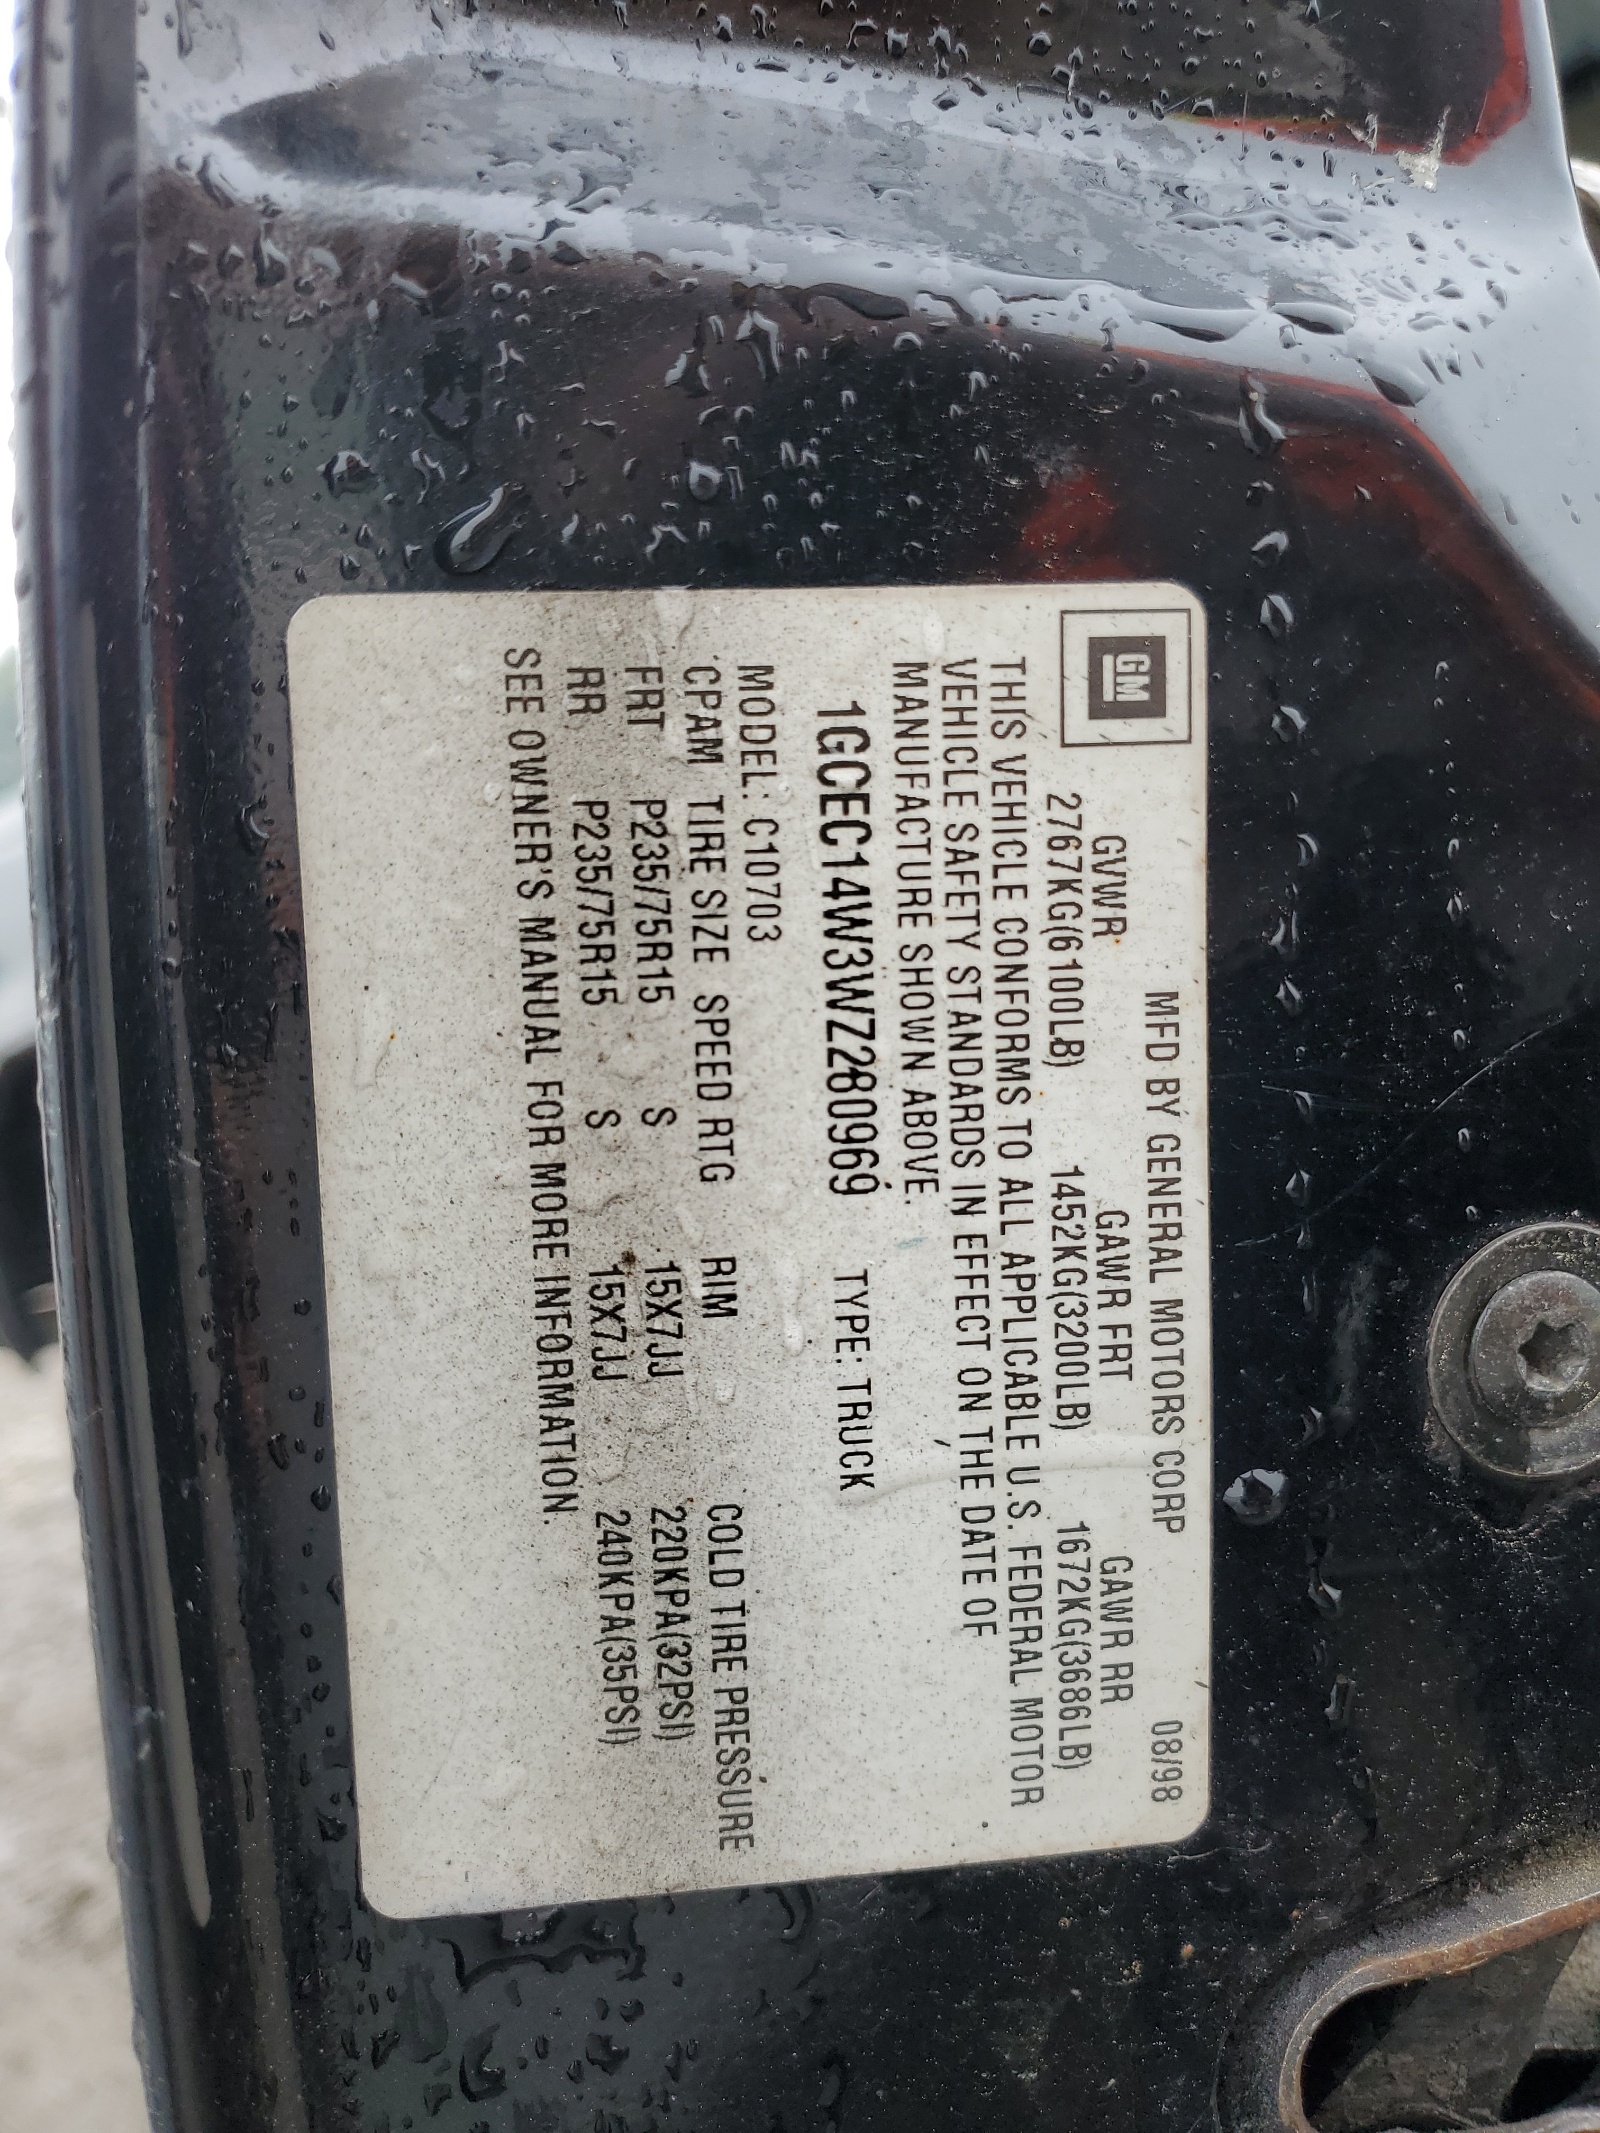 GM
MFD BY GENERAL MOTORS CORP 08/98
GVWR GAWR FRT GAWR RR
2767KG(6100LB) 1452KG(3200LB) 1672KG(3686LB)
THIS VEHICLE CONFORMS TO ALL APPLICABLE U.S. FEDERAL MOTOR
VEHICLE SAFETY STANDARDS IN EFFECT ON THE DATE OF
MANUFACTURE SHOWN ABOVE.
1GCEC14W3WZ280969 TYPE: TRUCK
MODEL: C10703
CPAM TIRE SIZE SPEED RTG RIM COLD TIRE PRESSURE
FRT P235/75R15 S 15X7JJ 220KPA(32PSI)
RR P235/75R15 S 15X7JJ 240KPA(35PSI)
SEE OWNER'S MANUAL FOR MORE INFORMATION.